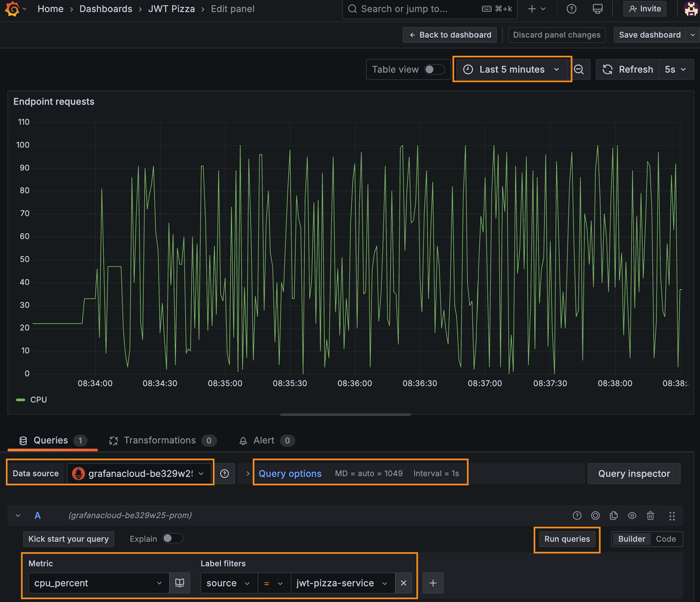 Home > Dashboards > JWT Pizza > Edit panel
Search or jump to... ⌘+k
Invite
← Back to dashboard
Discard panel changes
Save dashboard
Table view
Last 5 minutes
Refresh 5s
Endpoint requests
110
100
90
80
70
60
50
40
30
20
10
0
08:34:00 08:34:30 08:35:00 08:35:30 08:36:00 08:36:30 08:37:00 08:37:30 08:38:00 08:38:
CPU
Queries 1
Transformations 0
Alert 0
Data source
grafanacloud-be329w25
> Query options MD = auto = 1049 Interval = 1s
Query inspector
A (grafanacloud-be329w25-prom)
Kick start your query
Explain
Run queries
Builder Code
Metric Label filters
cpu_percent source = jwt-pizza-service